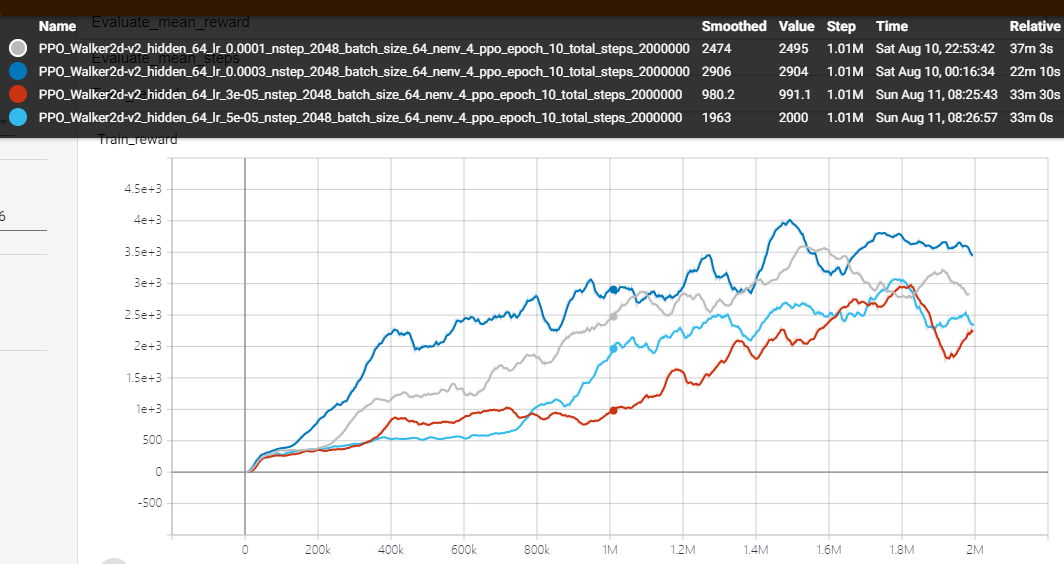 Evaluate_mean_reward
Name Smoothed Value Step Time Relative
PPO_Walker2d-v2_hidden_64_lr_0.0001_nstep_2048_batch_size_64_nenv_4_ppo_epoch_10_total_steps_2000000 2474 2495 1.01M Sat Aug 10, 22:53:42 37m 3s
Evaluate_mean_steps
PPO_Walker2d-v2_hidden_64_lr_0.0003_nstep_2048_batch_size_64_nenv_4_ppo_epoch_10_total_steps_2000000 2906 2904 1.01M Sat Aug 10, 00:16:34 22m 10s
PPO_Walker2d-v2_hidden_64_lr_3e-05_nstep_2048_batch_size_64_nenv_4_ppo_epoch_10_total_steps_2000000 980.2 991.1 1.01M Sun Aug 11, 08:25:43 33m 30s
PPO_Walker2d-v2_hidden_64_lr_5e-05_nstep_2048_batch_size_64_nenv_4_ppo_epoch_10_total_steps_2000000 1963 2000 1.01M Sun Aug 11, 08:26:57 33m 0s
Train_reward
4.5e+3
4e+3
6
3.5e+3
3e+3
2.5e+3
2e+3
1.5e+3
1e+3
500
0
-500
0 200k 400k 600k 800k 1M 1.2M 1.4M 1.6M 1.8M 2M